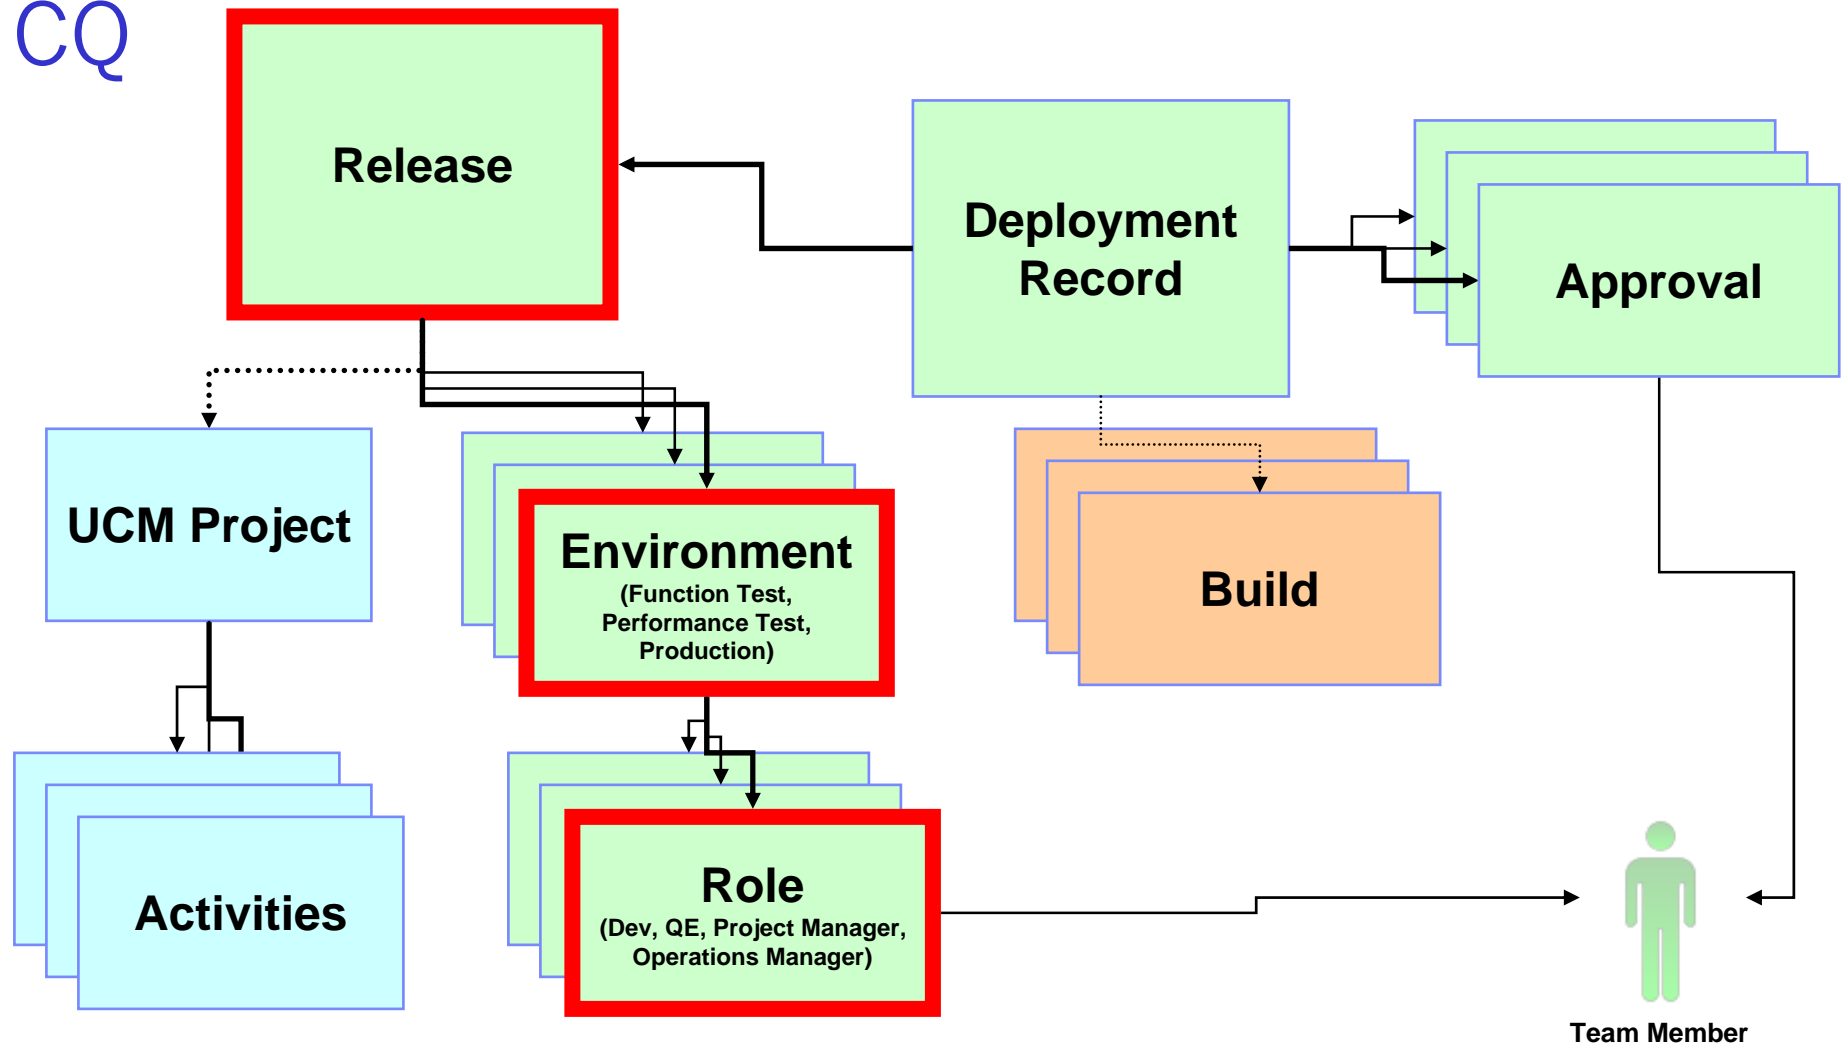 CQ
Release
Deployment
Record
Approval
UCM Project
Environment
(Function Test,
Performance Test,
Production)
Build
Activities
Role
(Dev, QE, Project Manager,
Operations Manager)
Team Member